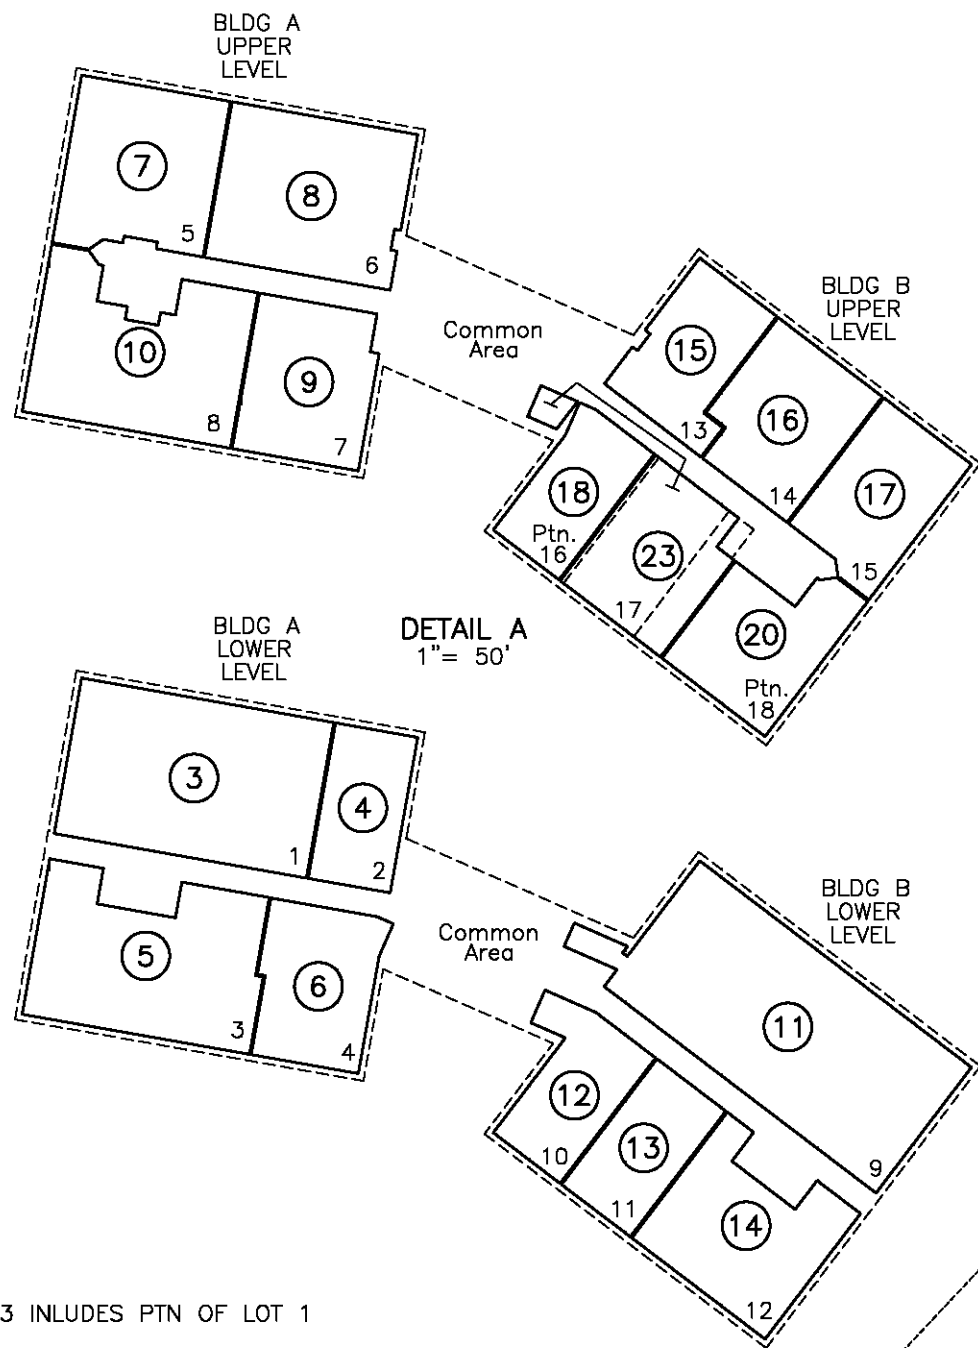 BLDG A
UPPER
LEVEL
7
8
5
6
10
9
8
7
Common
Area
BLDG B
UPPER
LEVEL
15
16
13
14
17
15
18
Ptn.
16
23
17
20
Ptn.
18
DETAIL A
1"= 50'
BLDG A
LOWER
LEVEL
3
4
1
2
5
6
3
4
Common
Area
BLDG B
LOWER
LEVEL
11
9
12
10
13
11
14
12
3 INLUDES PTN OF LOT 1